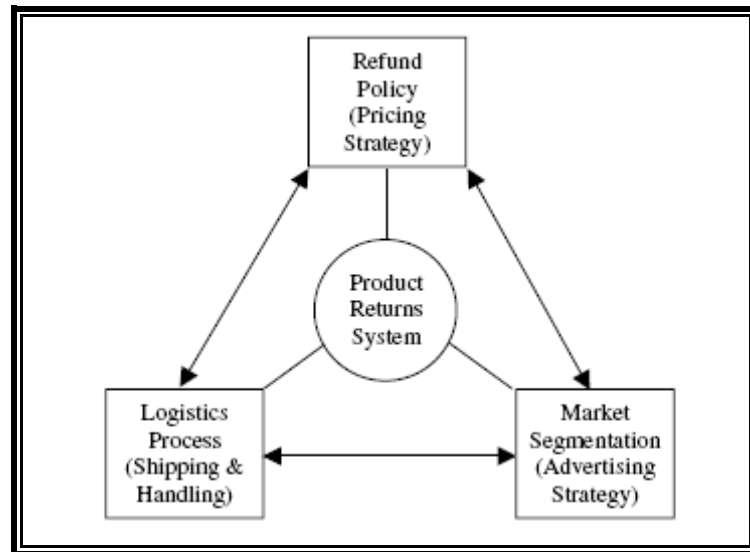 Refund
Policy
(Pricing
Strategy)
Product
Returns
System
Logistics
Process
(Shipping &
Handling)
Market
Segmentation
(Advertising
Strategy)